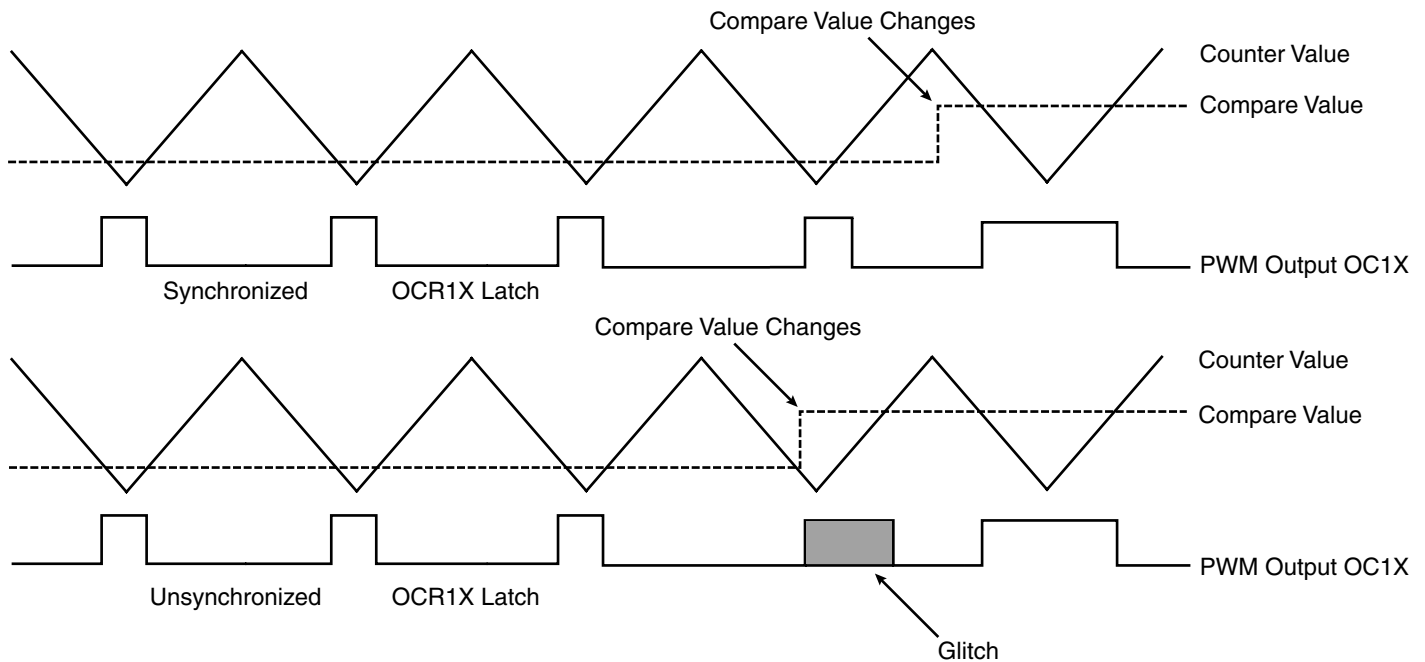 Compare Value Changes
Counter Value
Compare Value
PWM Output OC1X
Synchronized OCR1X Latch
Compare Value Changes
Counter Value
Compare Value
PWM Output OC1X
Unsynchronized OCR1X Latch
Glitch